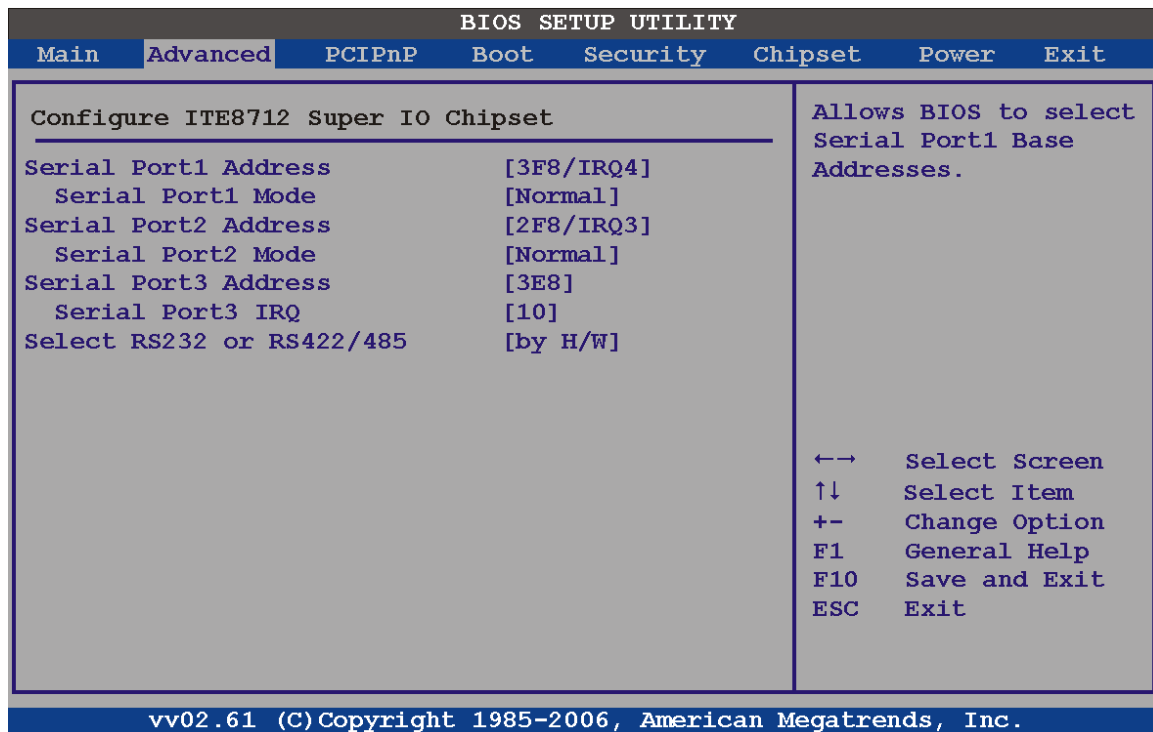 BIOS SETUP UTILITY
Main Advanced PCIPnP Boot Security Chipset Power Exit
Configure ITE8712 Super IO Chipset
Serial Port1 Address [3F8/IRQ4]
Serial Port1 Mode [Normal]
Serial Port2 Address [2F8/IRQ3]
Serial Port2 Mode [Normal]
Serial Port3 Address [3E8]
Serial Port3 IRQ [10]
Select RS232 or RS422/485 [by H/W]
Allows BIOS to select
Serial Port1 Base
Addresses.
←→ Select Screen
↑↓ Select Item
+- Change Option
F1 General Help
F10 Save and Exit
ESC Exit
vv02.61 (C)Copyright 1985-2006, American Megatrends, Inc.